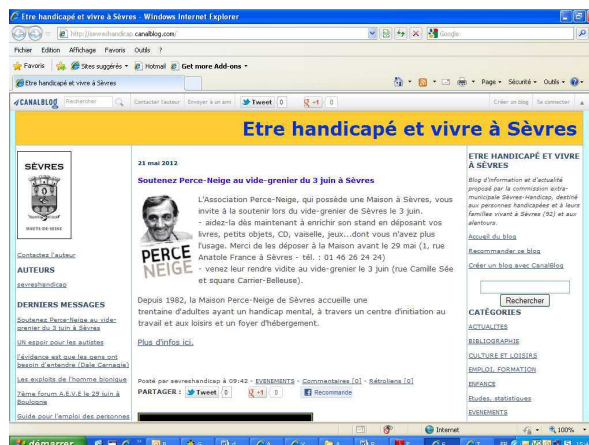 Etre handicapé et vivre à Sèvres - Windows Internet Explorer
canalblog.com/
Google
Fichier Edition Affichage Favoris Outils ?
Favoris Sites suggérés Hotmail Get more Add-ons
Etre handicapé et vivre à Sèvres
Page Sécurité Outils
CANALBLOG Rechercher Contacter l'auteur Envoyer à un ami Tweet 0 +1 0 Créer un blog Se connecter
Etre handicapé et vivre à Sèvres
SÈVRES
HAUTS-DE-SEINE
Contactez l'auteur
AUTEURS
sevreshandicap
DERNIERS MESSAGES
Soutenez Perce-Neige au vide-
grenier du 3 juin à Sèvres
UN espoir pour les autistes
l'évidence est que les gens ont
besoin d'entendre (Dale Carnagie)
Les exploits de l'homme bionique
7ème forum A.E.V.E le 29 juin à
Boulogne
Guide pour l'emploi des personnes
21 mai 2012
Soutenez Perce-Neige au vide-grenier du 3 juin à Sèvres
PERCE
NEIGE
L'Association Perce-Neige, qui possède une Maison à Sèvres, vous
invite à la soutenir lors du vide-grenier de Sèvres le 3 juin.
- aidez-la dès maintenant à enrichir son stand en déposant vos
livres, petits objets, CD, vaiselle, jeux...dont vous n'avez plus
l'usage. Merci de les déposer à la Maison avant le 29 mai (1, rue
Anatole France à Sèvres - tél. : 01 46 26 24 24)
- venez leur rendre visite au vide-grenier le 3 juin (rue Camille Sée
et square Carrier-Belleuse).
Depuis 1982, la Maison Perce-Neige de Sèvres accueille une
trentaine d'adultes ayant un handicap mental, à travers un centre d'initiation au
travail et aux loisirs et un foyer d'hébergement.
Plus d'infos ici.
Posté par sevreshandicap à 09:42 - EVENEMENTS - Commentaires [0] - Rétroliens [0]
PARTAGER : Tweet 0 +1 0 Recommande
ETRE HANDICAPÉ ET VIVRE
À SÈVRES
Blog d'information et d'actualité
proposé par la commission extra-
municipale Sèvres-Handicap, destiné
aux personnes handicapées et à leurs
familles vivant à Sèvres (92) et aux
alentours.
Accueil du blog
Recommander ce blog
Créer un blog avec CanalBlog
Rechercher
CATÉGORIES
ACTUALITES
BIBLIOGRAPHIE
CULTURE ET LOISIRS
EMPLOI, FORMATION
ENFANCE
Etudes, statistiques
EVENEMENTS
Internet 100%
démarrer